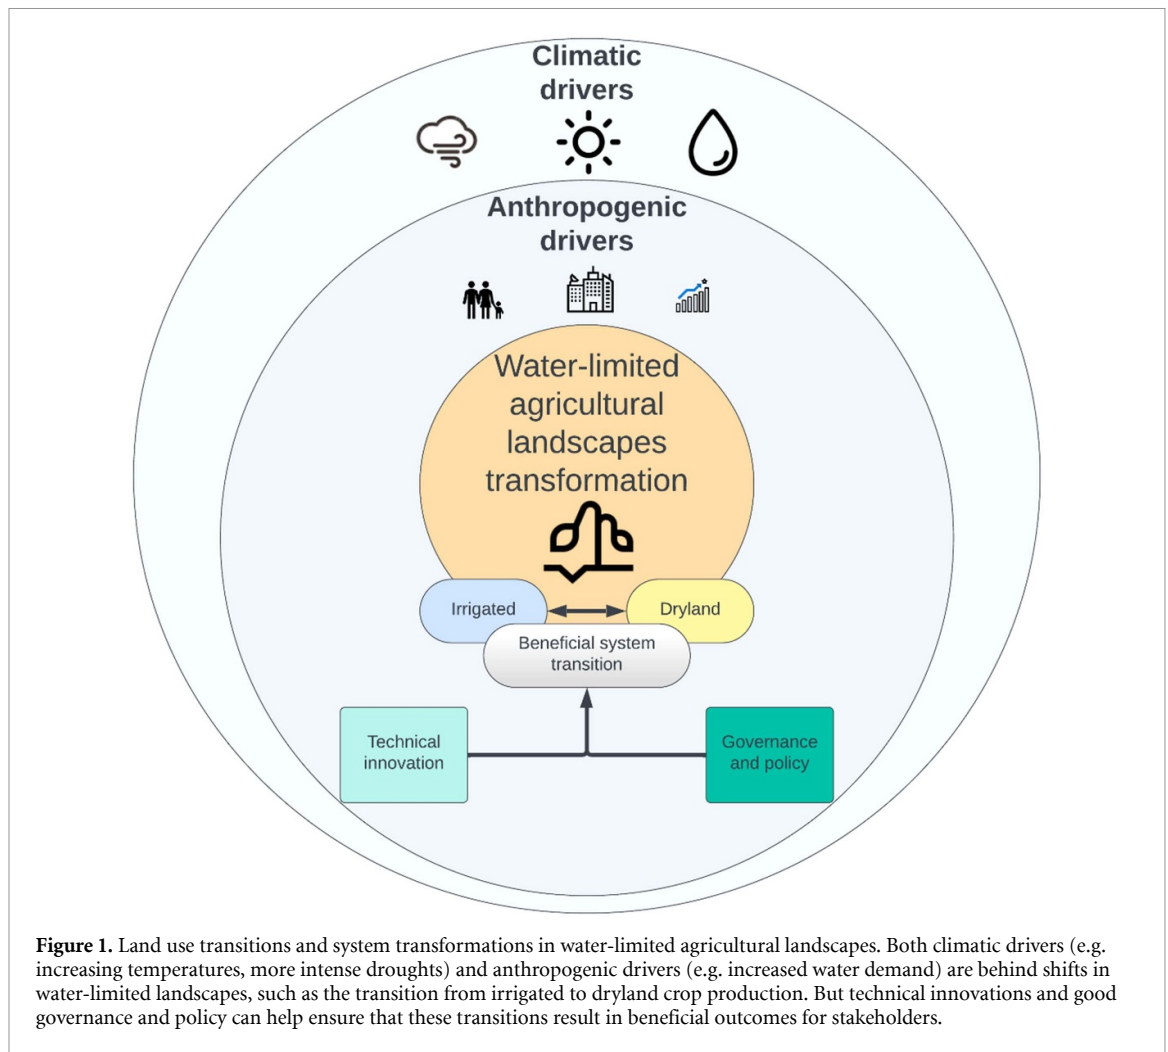 Climatic
drivers
Anthropogenic
drivers
Water-limited
agricultural
landscapes
transformation
Irrigated
Dryland
Beneficial system
transition
Technical
innovation
Governance
and policy
Figure 1. Land use transitions and system transformations in water-limited agricultural landscapes. Both climatic drivers (e.g.
increasing temperatures, more intense droughts) and anthropogenic drivers (e.g. increased water demand) are behind shifts in
water-limited landscapes, such as the transition from irrigated to dryland crop production. But technical innovations and good
governance and policy can help ensure that these transitions result in beneficial outcomes for stakeholders.